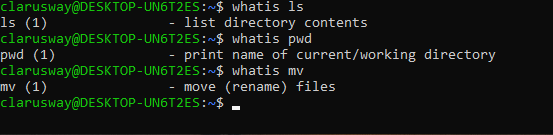 clarusway@DESKTOP-UN6T2ES:~$ whatis ls
ls (1)               - list directory contents
clarusway@DESKTOP-UN6T2ES:~$ whatis pwd
pwd (1)              - print name of current/working directory
clarusway@DESKTOP-UN6T2ES:~$ whatis mv
mv (1)               - move (rename) files
clarusway@DESKTOP-UN6T2ES:~$